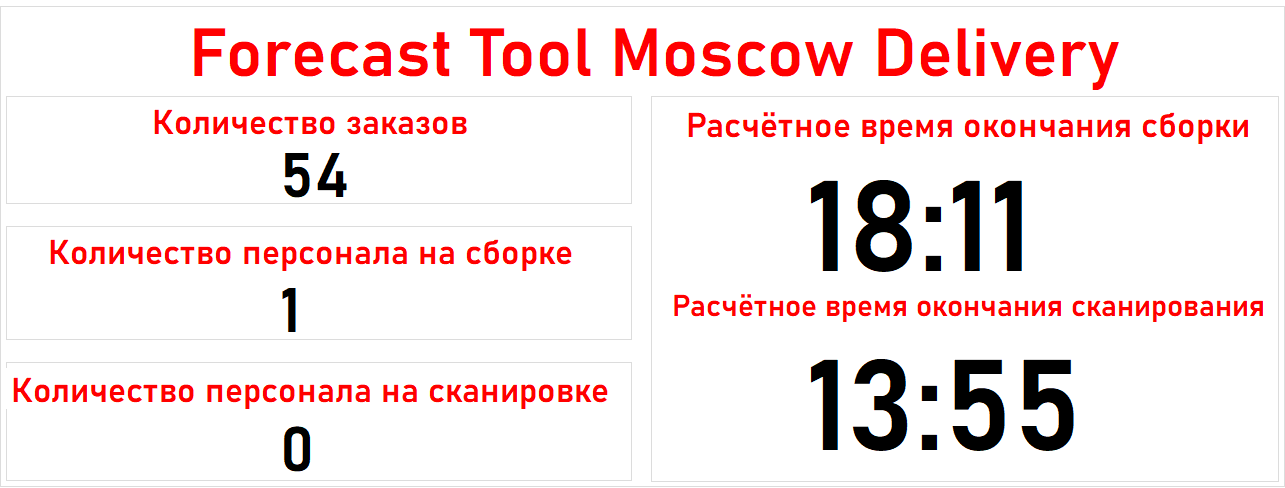 Forecast Tool Moscow Delivery
Количество заказов
54
Количество персонала на сборке
1
Количество персонала на сканировке
0
Расчётное время окончания сборки
18:11
Расчётное время окончания сканирования
13:55